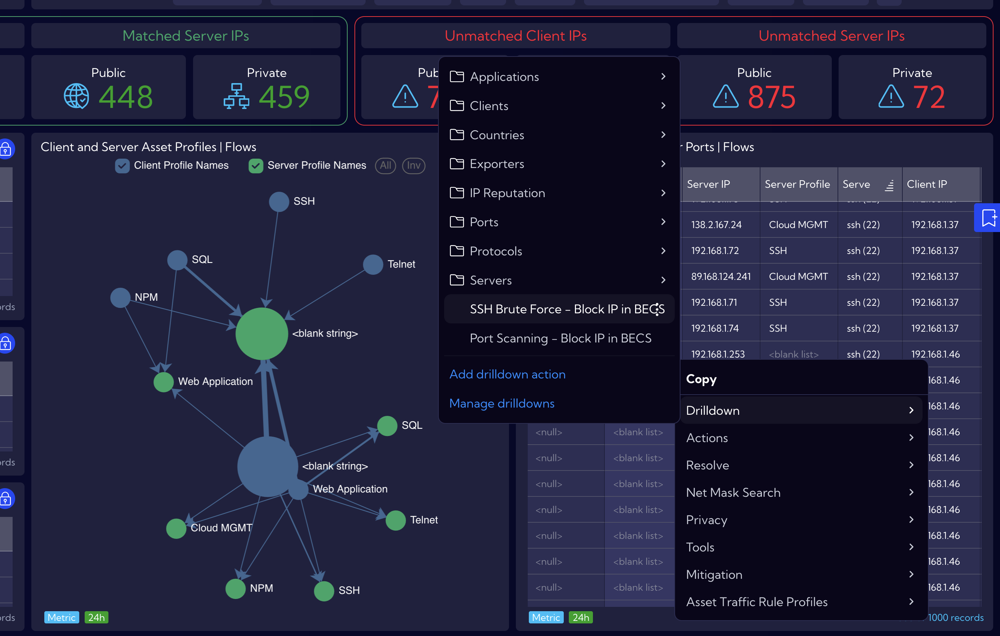 Matched Server IPs
Unmatched Client IPs
Unmatched Server IPs
Public
448
Private
459
Public
875
Private
72
Client and Server Asset Profiles | Flows
Client Profile Names
Server Profile Names
All
Inv
SSH
SQL
Telnet
NPM
<blank string>
Web Application
SQL
<blank string>
Web Application
Telnet
Cloud MGMT
NPM
SSH
Metric
24h
Applications
Clients
Countries
Exporters
IP Reputation
Ports
Protocols
Servers
SSH Brute Force - Block IP in BECS
Port Scanning - Block IP in BECS
Add drilldown action
Manage drilldowns
Ports | Flows
Server IP Server Profile Serve Client IP
138.2.167.24 Cloud MGMT ssh (22) 192.168.1.37
192.168.1.72 SSH ssh (22) 192.168.1.37
89.168.124.241 Cloud MGMT ssh (22) 192.168.1.37
192.168.1.71 SSH ssh (22) 192.168.1.37
192.168.1.74 SSH ssh (22) 192.168.1.37
192.168.1.253 <blank list> ssh (22) 192.168.1.46
168.1.46
168.1.46
<null> <blank list> 168.1.46
<null> <blank list> 168.1.46
<null> <blank list> 168.1.46
<null> <blank list> 168.1.46
<null> <blank list> 168.1.46
<null> <blank list> 168.1.46
<null> <blank list> 168.1.46
Copy
Drilldown
Actions
Resolve
Net Mask Search
Privacy
Tools
Mitigation
Asset Traffic Rule Profiles
Metric
24h
1000 records